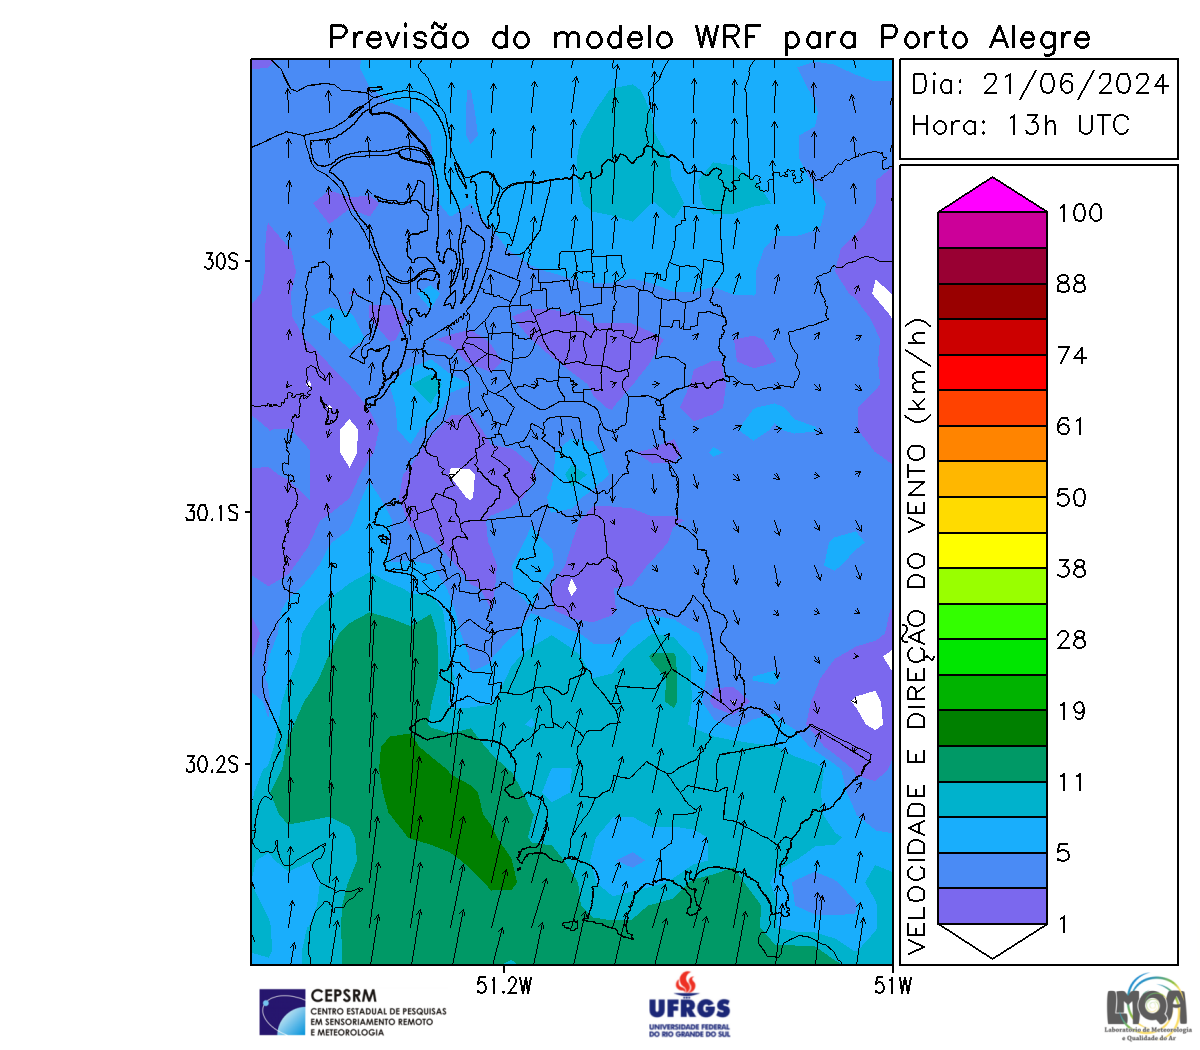 Previsão do modelo WRF para Porto Alegre
Dia: 21/06/2024
Hora: 13h UTC
100
88
74
61
50
38
28
19
11
5
1
VELOCIDADE E DIREÇÃO DO VENTO (km/h)
30S
30.1S
30.2S
51.2W
51W
CEPSRM
CENTRO ESTADUAL DE PESQUISAS
EM SENSORIAMENTO REMOTO
E METEOROLOGIA
UFRGS
UNIVERSIDADE FEDERAL
DO RIO GRANDE DO SUL
LMQA
Laboratório de Meteorologia
e Qualidade do Ar